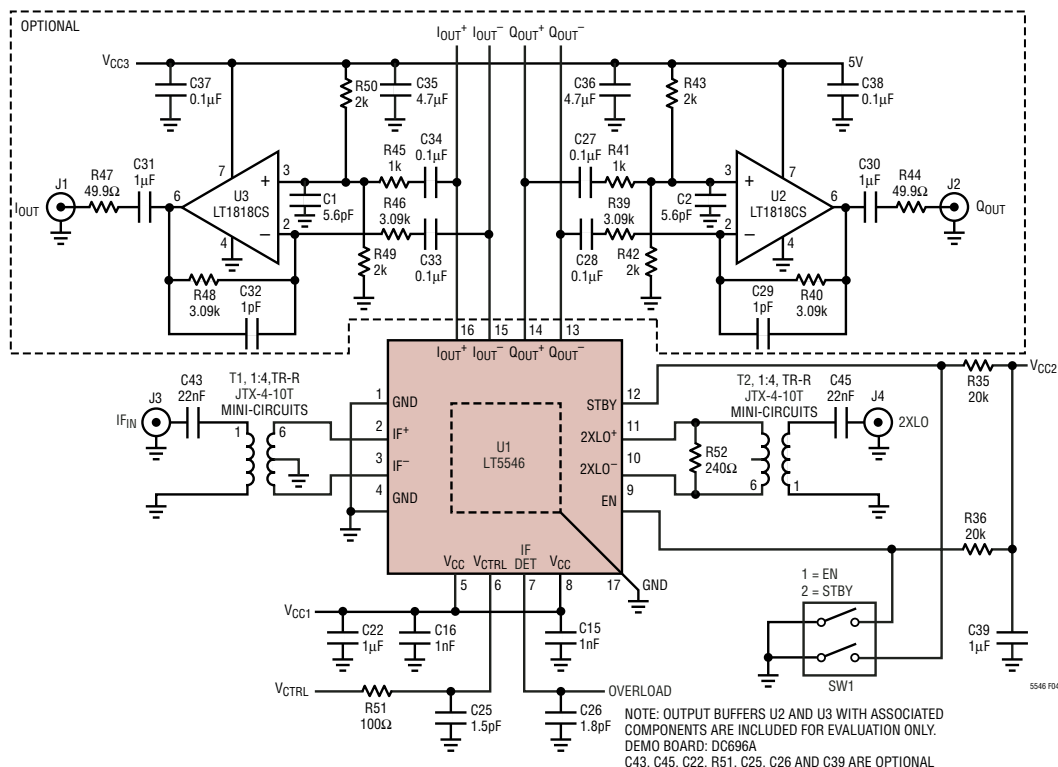 OPTIONAL
IOUT+ IOUT− QOUT+ QOUT−
VCC3
5V
C37
0.1µF
R50
2k
C35
4.7µF
C36
4.7µF
R43
2k
C38
0.1µF
J1
IOUT
R47
49.9Ω
C31
1µF
6
7
U3
LT1818CS
4
3
+
2
−
C1
5.6pF
R45
1k
C34
0.1µF
R46
3.09k
C33
0.1µF
R49
2k
R48
3.09k
C32
1pF
C27
0.1µF
R41
1k
R39
3.09k
C28
0.1µF
R42
2k
C2
5.6pF
3
+
2
−
7
U2
LT1818CS
4
6
C30
1µF
R44
49.9Ω
J2
QOUT
C29
1pF
R40
3.09k
16 15 14 13
IOUT+ IOUT− QOUT+ QOUT−
J3
IFIN
C43
22nF
T1, 1:4,TR-R
JTX-4-10T
MINI-CIRCUITS
1 6
1
GND
2
IF+
3
IF−
4
GND
U1
LT5546
12
STBY
11
2XLO+
10
2XLO−
9
EN
R52
240Ω
T2, 1:4, TR-R
JTX-4-10T
MINI-CIRCUITS
6 1
C45
22nF
J4
2XLO
R35
20k
VCC2
R36
20k
VCC VCTRL IF DET VCC
5 6 7 8 17
GND
VCC1
C22
1µF
C16
1nF
C15
1nF
VCTRL
R51
100Ω
C25
1.5pF
C26
1.8pF
OVERLOAD
1 = EN
2 = STBY
SW1
C39
1µF
5546 F04
NOTE: OUTPUT BUFFERS U2 AND U3 WITH ASSOCIATED
COMPONENTS ARE INCLUDED FOR EVALUATION ONLY.
DEMO BOARD: DC696A
C43, C45, C22, R51, C25, C26 AND C39 ARE OPTIONAL